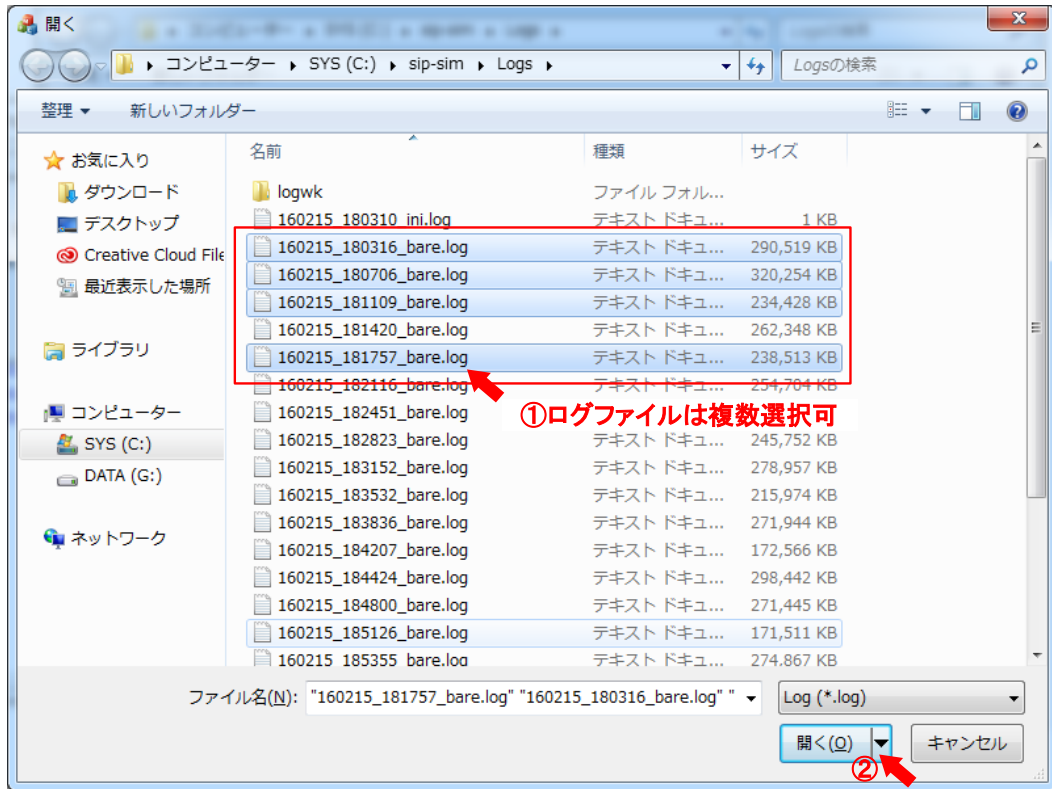 開く
コンピューター ▸ SYS (C:) ▸ sip-sim ▸ Logs ▸
Logsの検索
整理 ▼ 新しいフォルダー
お気に入り
ダウンロード
デスクトップ
Creative Cloud File
最近表示した場所
ライブラリ
コンピューター
SYS (C:)
DATA (G:)
ネットワーク
名前 種類 サイズ
logwk ファイル フォル...
160215_180310_ini.log テキスト ドキュ... 1 KB
160215_180316_bare.log テキスト ドキュ... 290,519 KB
160215_180706_bare.log テキスト ドキュ... 320,254 KB
160215_181109_bare.log テキスト ドキュ... 234,428 KB
160215_181420_bare.log テキスト ドキュ... 262,348 KB
160215_181757_bare.log テキスト ドキュ... 238,513 KB
160215_182116_bare.log テキスト ドキュ... 254,704 KB
160215_182451_bare.log
①ログファイルは複数選択可
160215_182823_bare.log テキスト ドキュ... 245,752 KB
160215_183152_bare.log テキスト ドキュ... 278,957 KB
160215_183532_bare.log テキスト ドキュ... 215,974 KB
160215_183836_bare.log テキスト ドキュ... 271,944 KB
160215_184207_bare.log テキスト ドキュ... 172,566 KB
160215_184424_bare.log テキスト ドキュ... 298,442 KB
160215_184800_bare.log テキスト ドキュ... 271,445 KB
160215_185126_bare.log テキスト ドキュ... 171,511 KB
160215_185355_bare.log テキスト ドキュ... 274,867 KB
ファイル名(N): "160215_181757_bare.log" "160215_180316_bare.log" "
Log (*.log)
開く(O) キャンセル
②